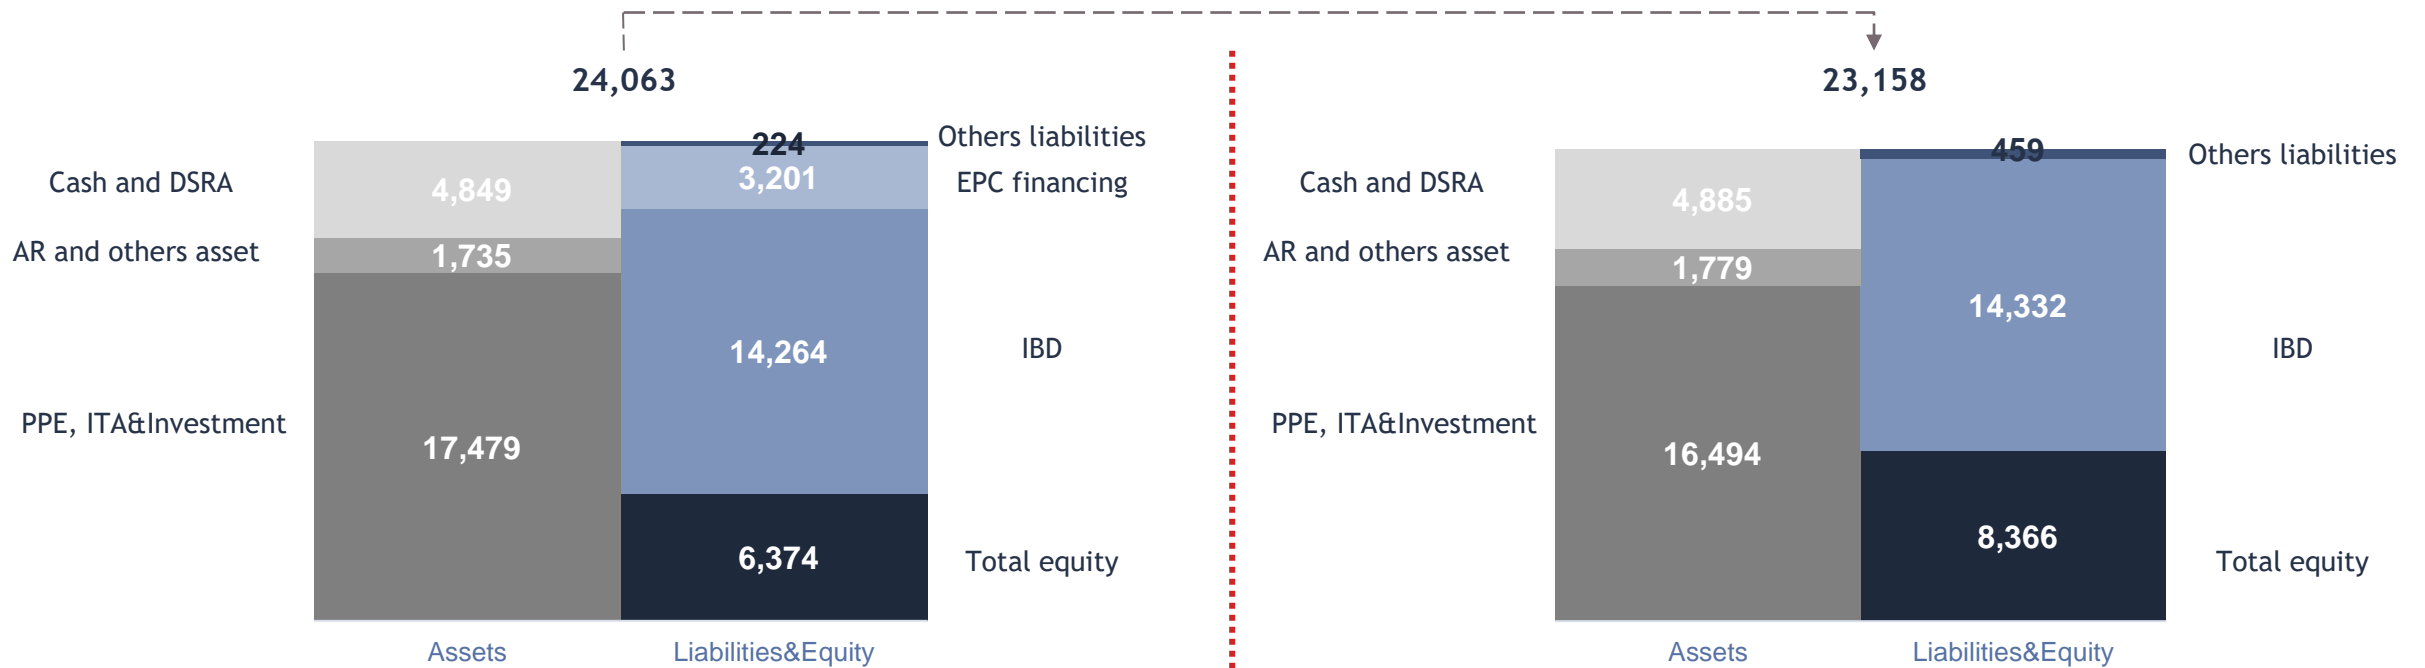 24,063
224
Others liabilities
Cash and DSRA
4,849
3,201
EPC financing
AR and others asset
1,735
14,264
IBD
PPE, ITA&Investment
17,479
6,374
Total equity
Assets
Liabilities&Equity
23,158
459
Others liabilities
Cash and DSRA
4,885
AR and others asset
1,779
14,332
IBD
PPE, ITA&Investment
16,494
8,366
Total equity
Assets
Liabilities&Equity